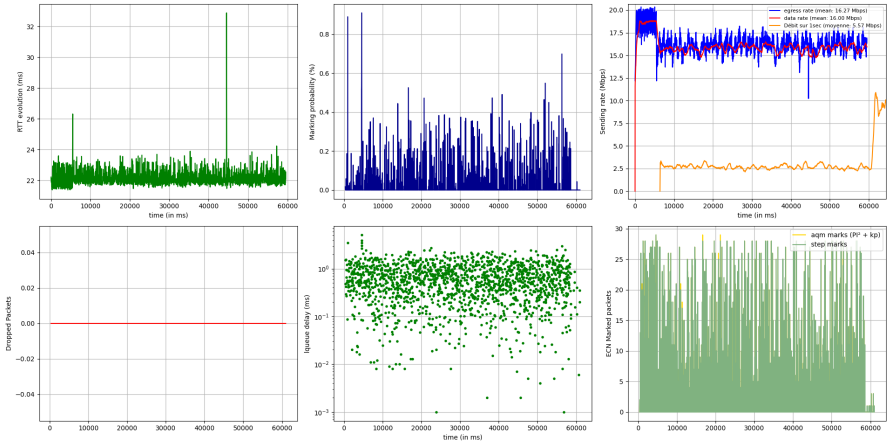 RTT evolution (ms)
32
30
28
26
24
22
0 10000 20000 30000 40000 50000 60000
time (in ms)
Marking probability (%)
0.8
0.6
0.4
0.2
0.0
0 10000 20000 30000 40000 50000 60000
time (in ms)
Sending rate (Mbps)
20.0
17.5
15.0
12.5
10.0
7.5
5.0
2.5
0.0
egress rate (mean: 16.27 Mbps)
data rate (mean: 16.00 Mbps)
Débit sur 1sec (moyenne: 5.57 Mbps)
0 10000 20000 30000 40000 50000 60000
time (in ms)
Dropped Packets
0.04
0.02
0.00
−0.02
−0.04
0 10000 20000 30000 40000 50000 60000
lqueue delay (ms)
10⁰
10⁻¹
10⁻²
10⁻³
0 10000 20000 30000 40000 50000 60000
time (in ms)
ECN Marked packets
30
25
20
15
10
5
0
aqm marks (PI² + kp)
step marks
0 10000 20000 30000 40000 50000 60000